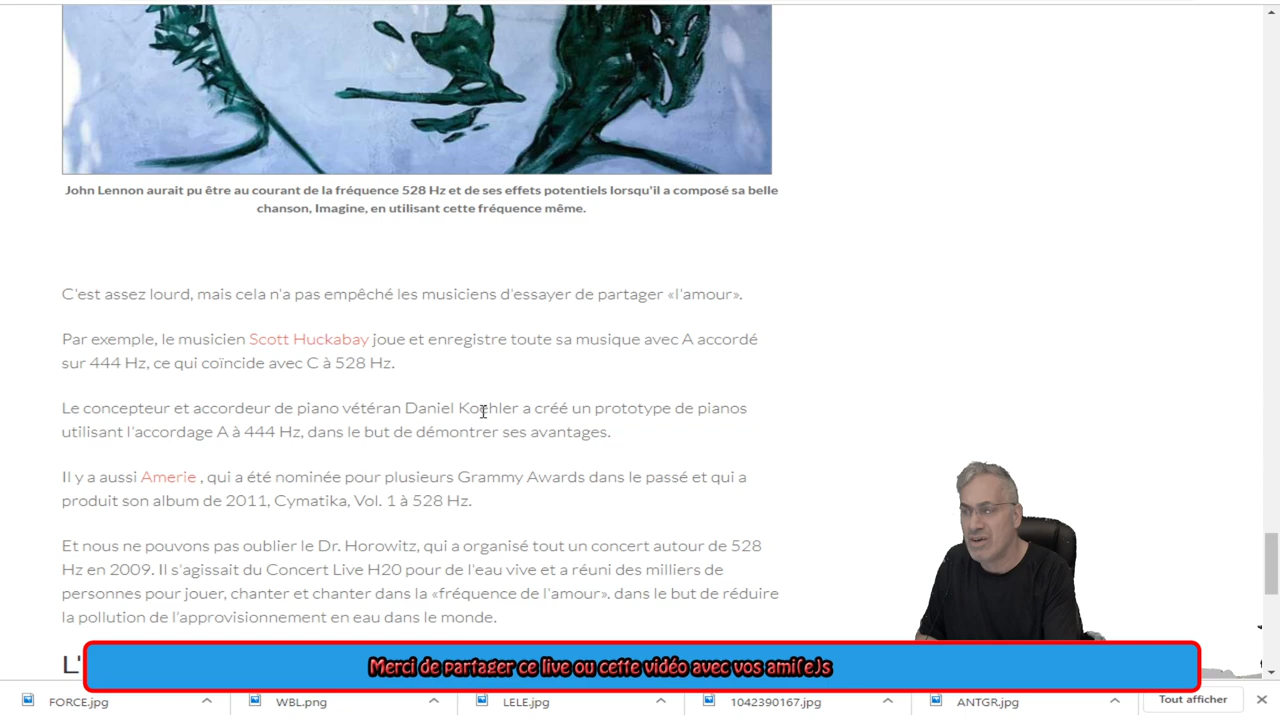 John Lennon aurait pu être au courant de la fréquence 528 Hz et de ses effets potentiels lorsqu'il a composé sa belle
chanson, Imagine, en utilisant cette fréquence même.
C'est assez lourd, mais cela n'a pas empêché les musiciens d'essayer de partager «l'amour».
Par exemple, le musicien Scott Huckabay joue et enregistre toute sa musique avec A accordé
sur 444 Hz, ce qui coïncide avec C à 528 Hz.
Le concepteur et accordeur de piano vétéran Daniel Koehler a créé un prototype de pianos
utilisant l'accordage A à 444 Hz, dans le but de démontrer ses avantages.
Il y a aussi Amerie , qui a été nominée pour plusieurs Grammy Awards dans le passé et qui a
produit son album de 2011, Cymatika, Vol. 1 à 528 Hz.
Et nous ne pouvons pas oublier le Dr. Horowitz, qui a organisé tout un concert autour de 528
Hz en 2009. Il s'agissait du Concert Live H20 pour de l'eau vive et a réuni des milliers de
personnes pour jouer, chanter et chanter dans la «fréquence de l'amour». dans le but de réduire
la pollution de l'approvisionnement en eau dans le monde.
L'
Merci de partager ce live ou cette vidéo avec vos ami(e)s
FORCE.jpg
WBL.png
LELE.jpg
1042390167.jpg
ANTGR.jpg
Tout afficher